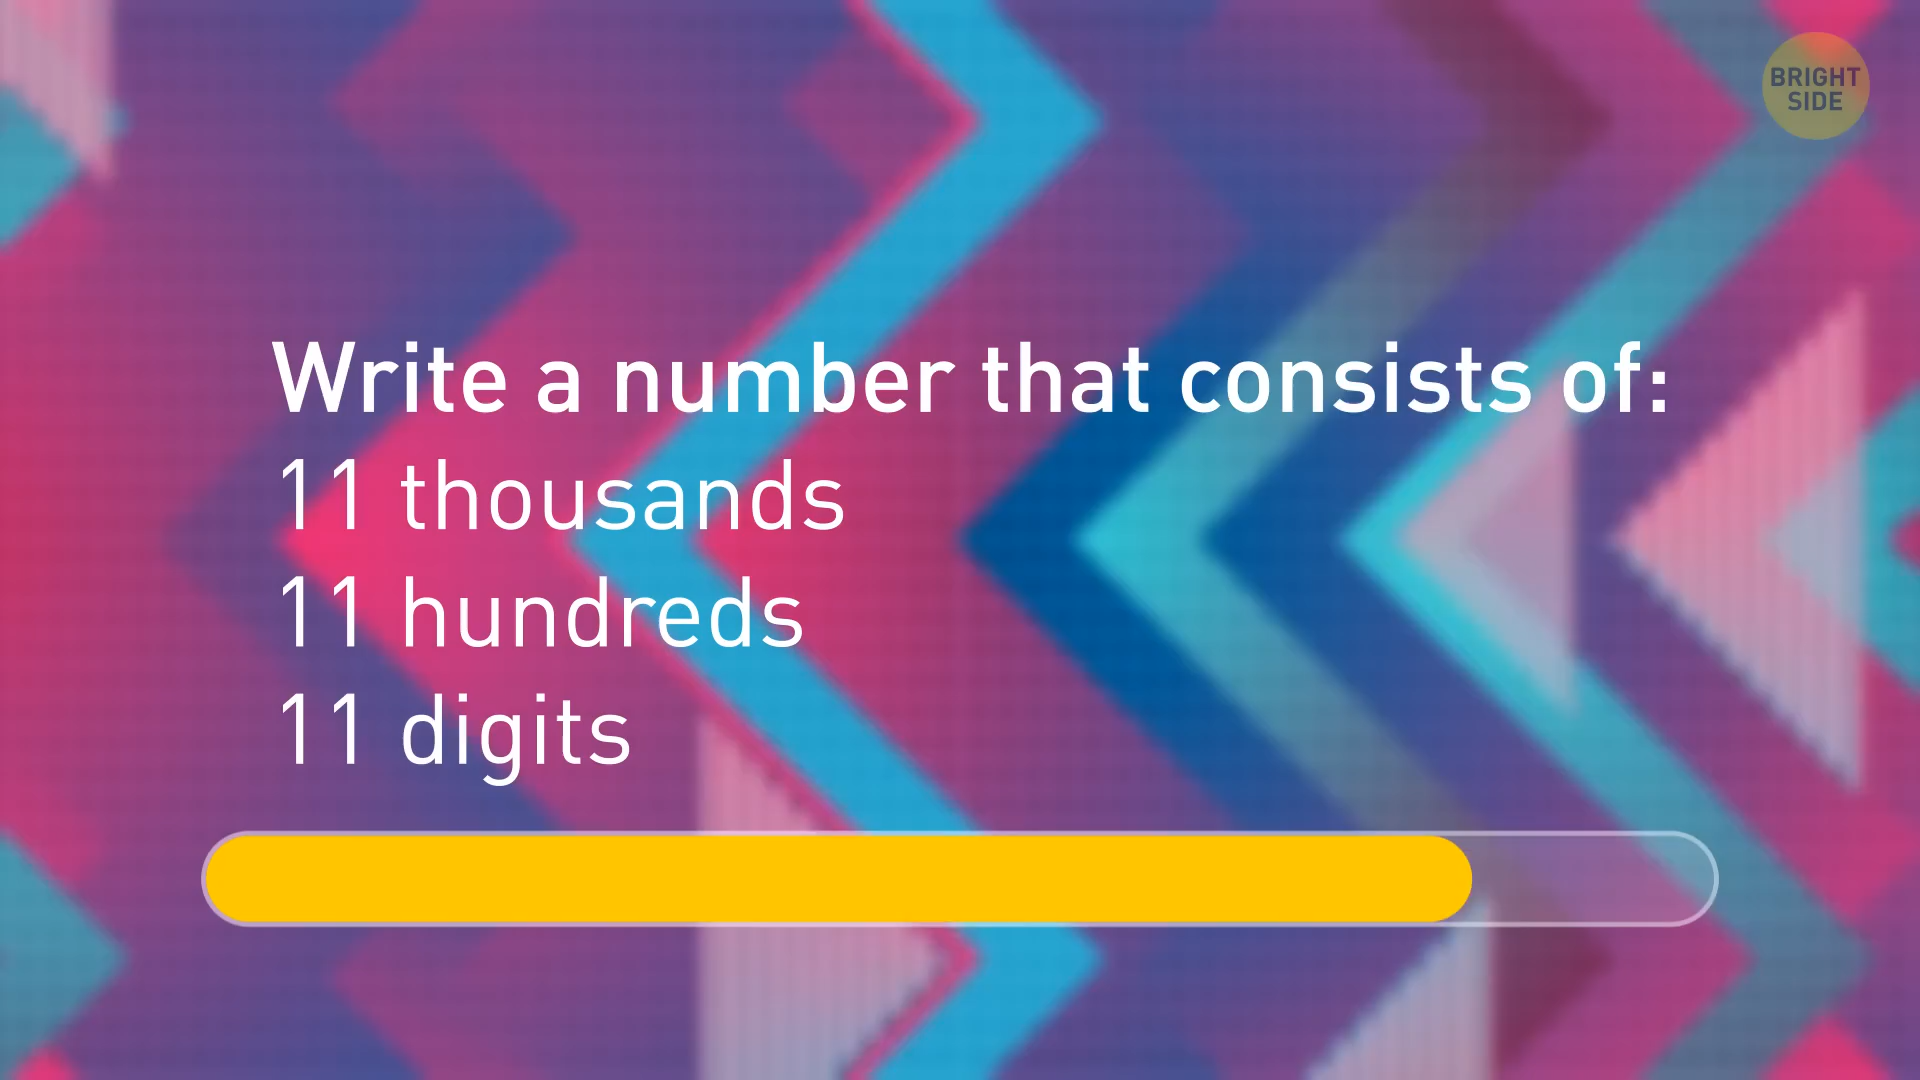 BRIGHT
SIDE
Write a number that consists of:
11 thousands
11 hundreds
11 digits